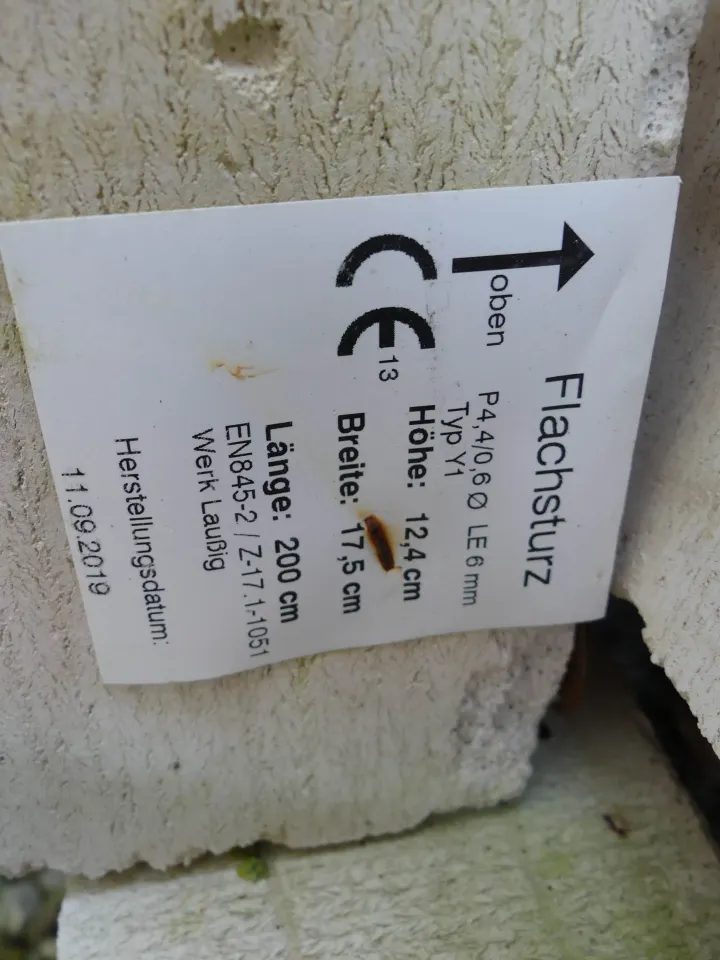 Flachsturz
oben
P4,4/0,6 Ø LE 6 mm
Typ Y1
CE
13
Höhe: 12,4 cm
Breite: 17,5 cm
Länge: 200 cm
EN845-2 / Z-17.1-1051
Werk Laußig
Herstellungsdatum:
11.09.2019